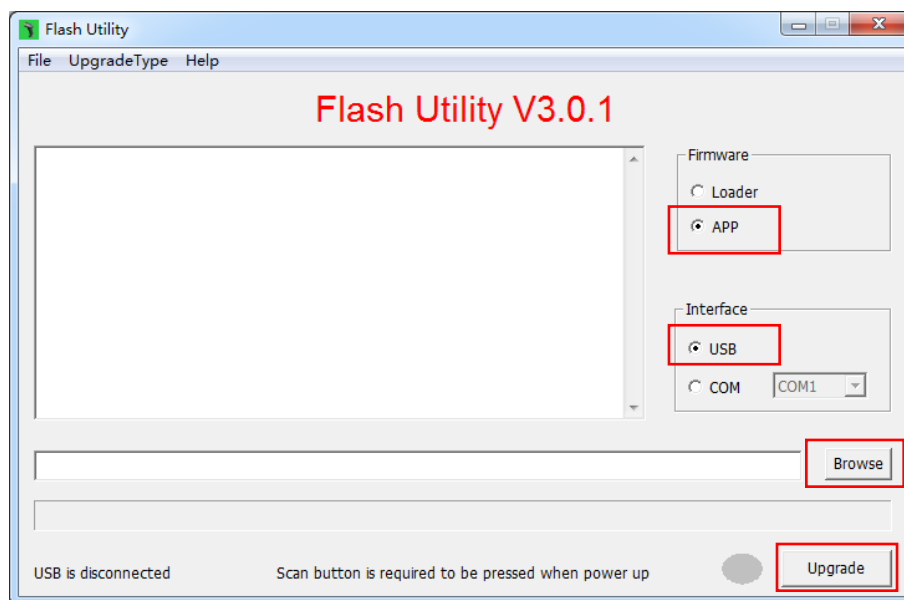 Flash Utility
File UpgradeType Help
Flash Utility V3.0.1
Firmware
Loader
APP
Interface
USB
COM COM1
Browse
USB is disconnected Scan button is required to be pressed when power up Upgrade